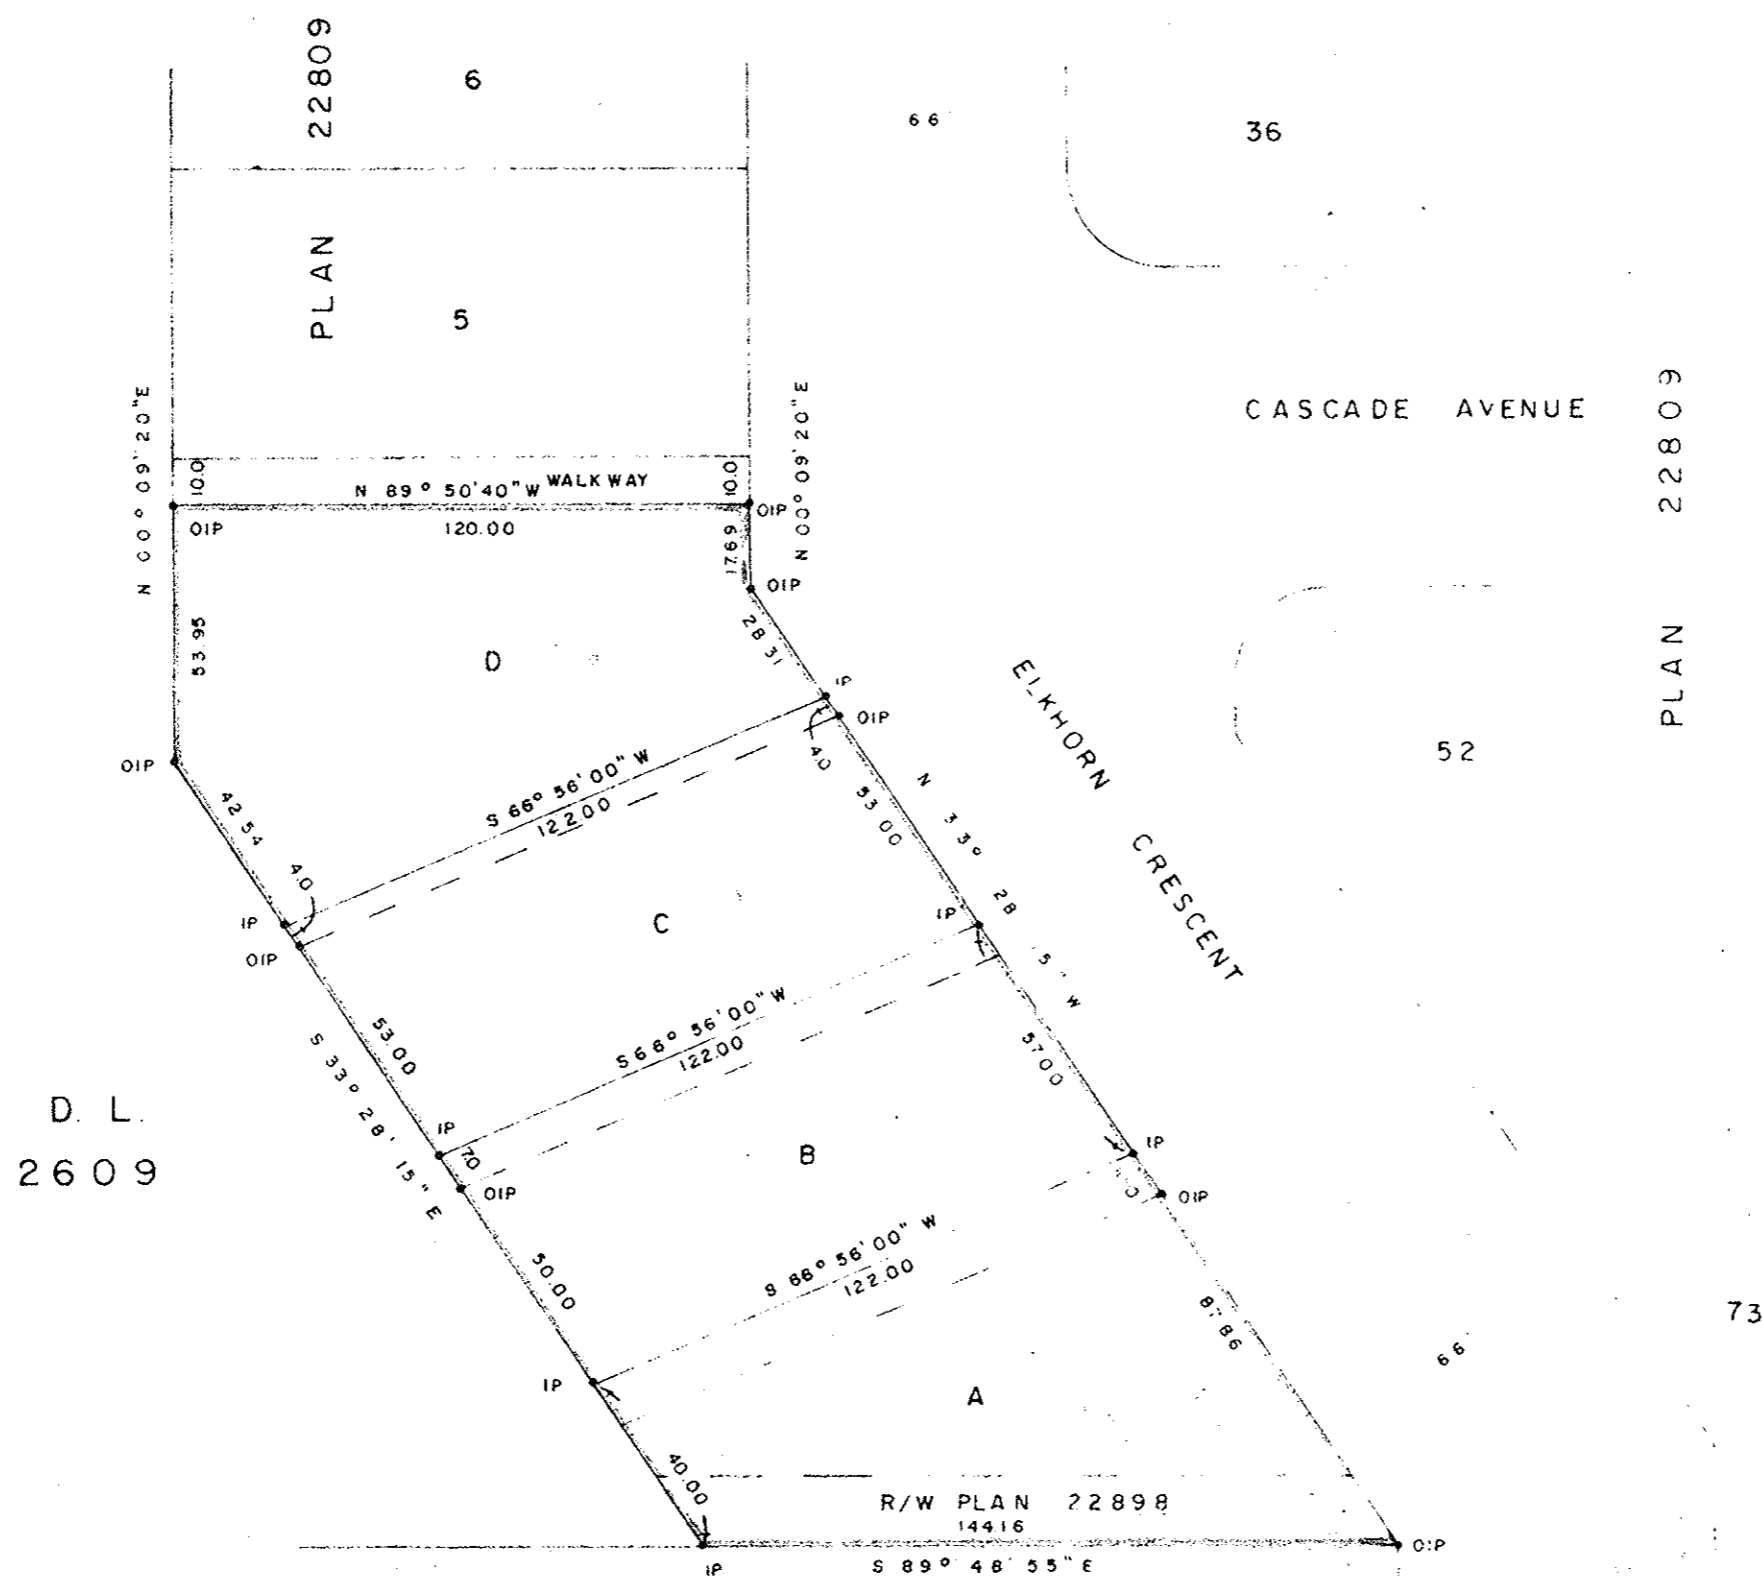 PLAN 22809
6
66
36
5
CASCADE AVENUE
PLAN 22809
N 00° 09' 20" E
N 00° 09' 20" E
10.0
10.0
N 89° 50' 40" W
WALKWAY
OIP
120.00
OIP
17.69
OIP
53.95
D
28 31
IP
OIP
ELKHORN CRESCENT
52
OIP
4.0
S 66° 56' 00" W
122.00
42 54
4.0
53 00
IP
OIP
C
IP
53.00
S 66° 56' 00" W
122.00
S 33° 28' 15" E
D. L.
2609
IP
7.0
OIP
B
57 00
IP
OIP
50.00
S 66° 56' 00" W
122.00
87.86
73
66
IP
A
40.00
R/W PLAN 22898
144.16
S 89° 48' 55" E
IP
OIP